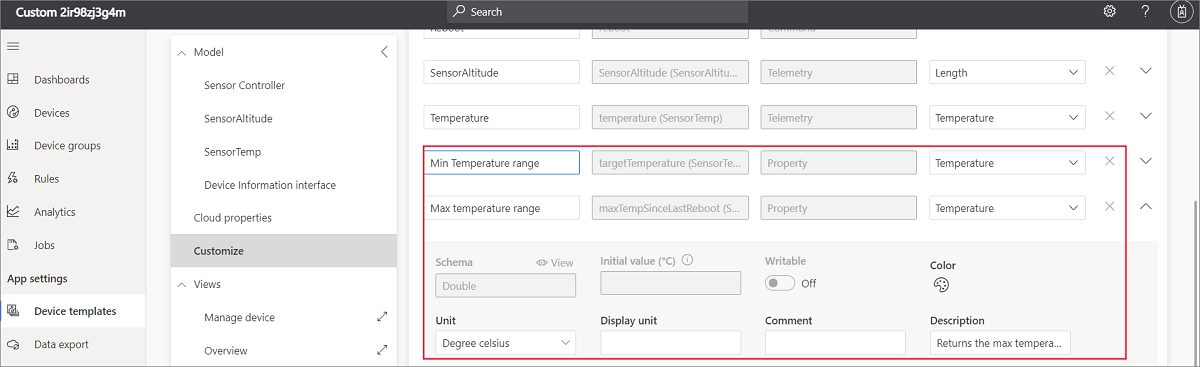 Custom 2ir98zj3g4m
Search
?
Dashboards
Devices
Device groups
Rules
Analytics
Jobs
App settings
Device templates
Data export
Model
Sensor Controller
SensorAltitude
SensorTemp
Device Information interface
Cloud properties
Customize
Views
Manage device
Overview
Reboot reboot Command
SensorAltitude SensorAltitude (SensorAltitu... Telemetry Length
Temperature temperature (SensorTemp) Telemetry Temperature
Min Temperature range targetTemperature (SensorTe... Property Temperature
Max temperature range maxTempSinceLastReboot (S... Property Temperature
Schema View Initial value (°C) Writable Color
Double Off
Unit Display unit Comment Description
Degree celsius Returns the max tempera...